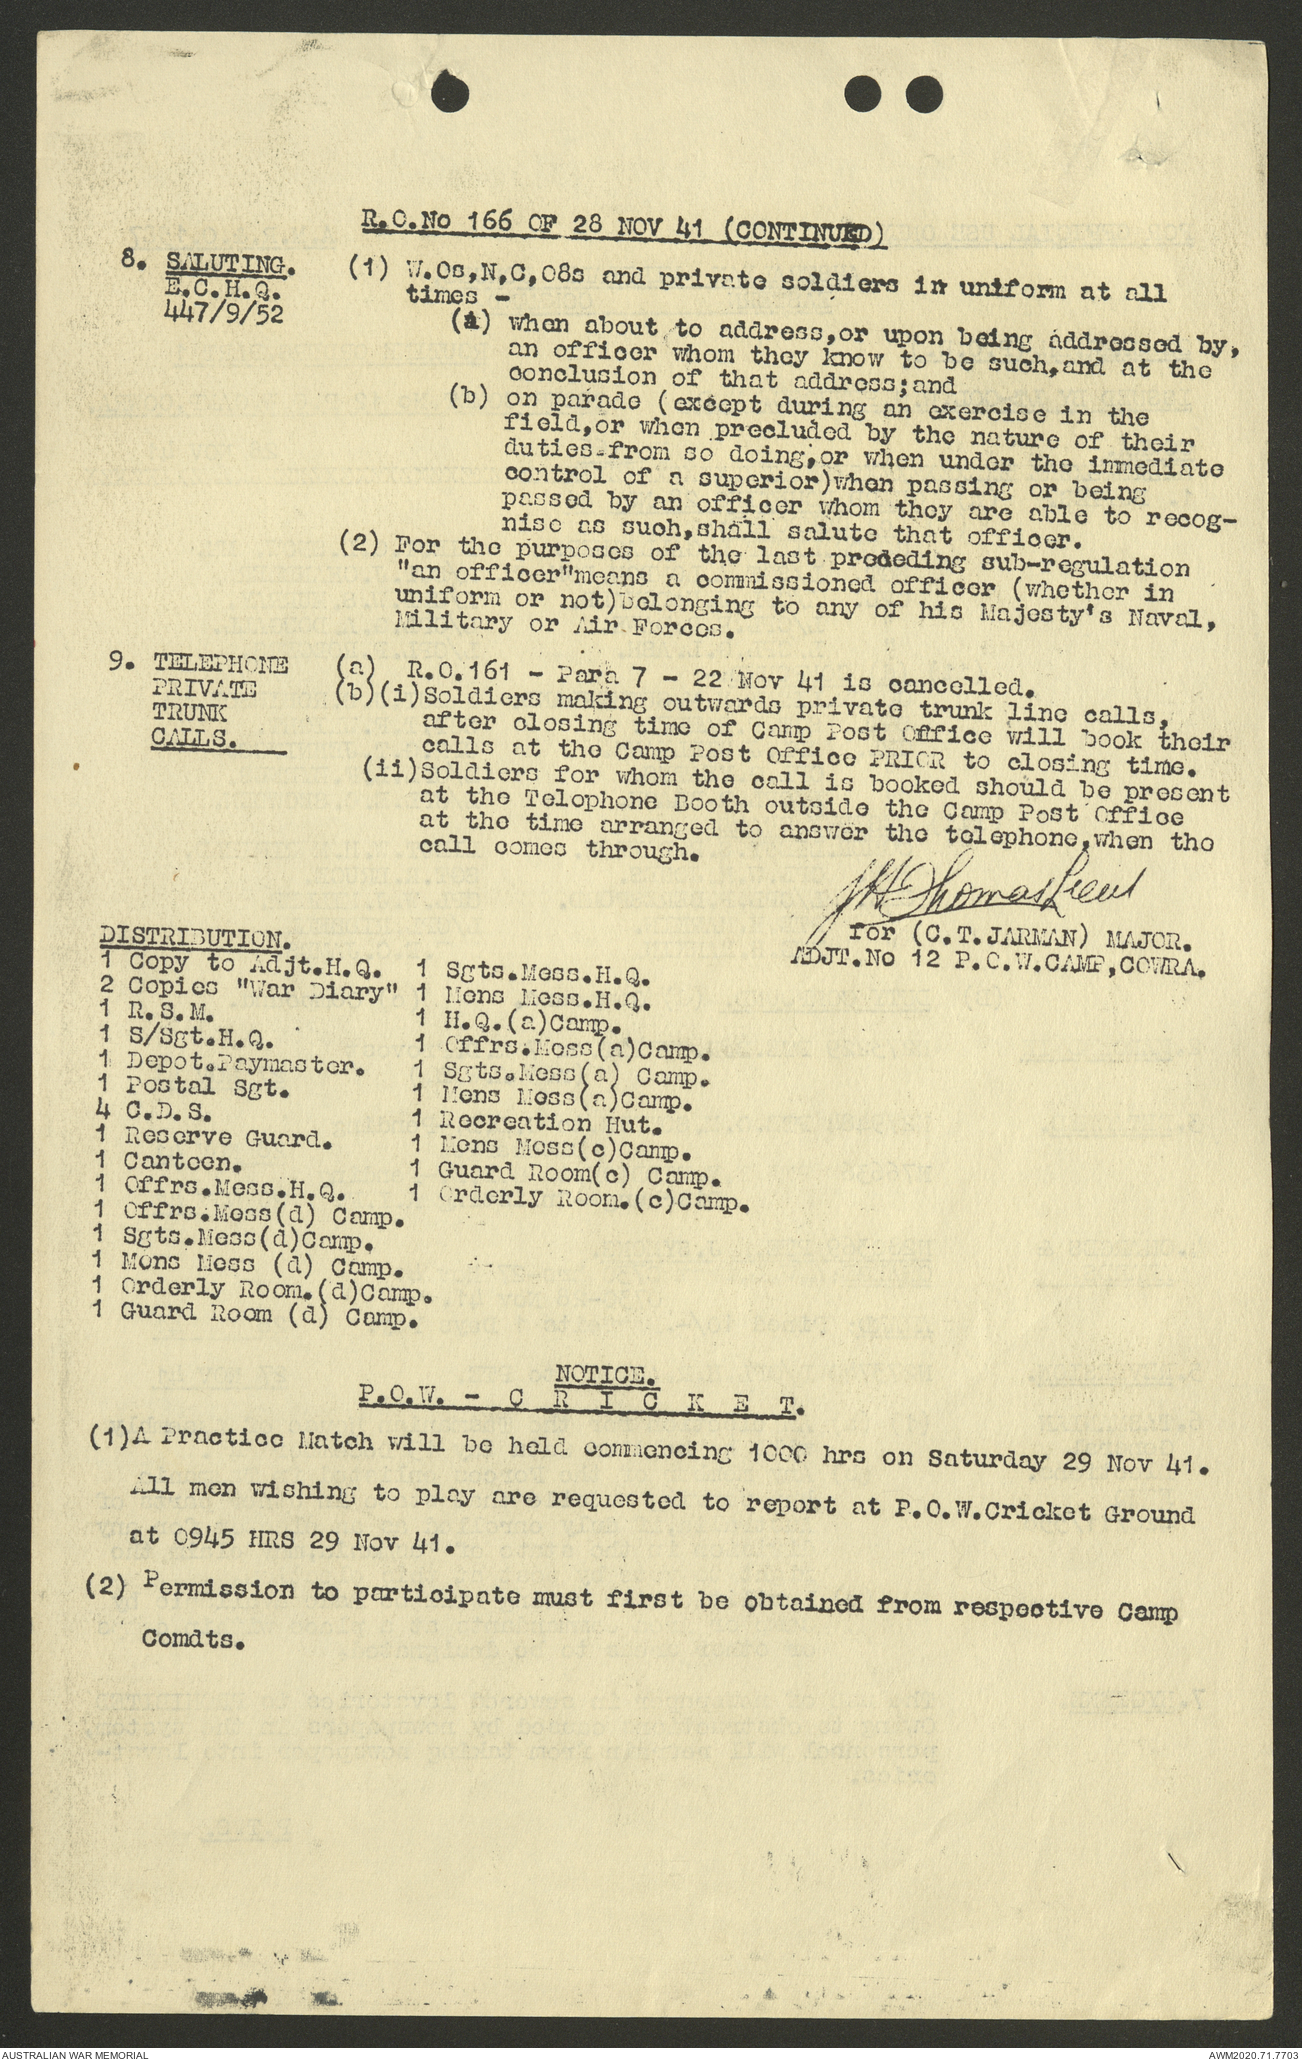 R.O.No 166 OF 28 NOV 41 (CONTINUED)
8. SALUTING.
E.C.H.Q.
447/9/52
(1) W.Os,N,C,O8s and private soldiers in uniform at all
times -
(a) when about to address,or upon being addressed by,
an officer whom they know to be such,and at the
conclusion of that address;and
(b) on parade (except during an exercise in the
field,or when precluded by the nature of their
duties from so doing,or when under the immediate
control of a superior)when passing or being
passed by an officer whom they are able to recog-
nise as such,shall salute that officer.
(2) For the purposes of the last preceding sub-regulation
"an officer"means a commissioned officer (whether in
uniform or not)belonging to any of his Majesty's Naval,
Military or Air Forces.
9. TELEPHONE
PRIVATE
TRUNK
CALLS.
(a) R.O.161 - Para 7 - 22 Nov 41 is cancelled.
(b)(i)Soldiers making outwards private trunk line calls,
after closing time of Camp Post Office will book their
calls at the Camp Post Office PRIOR to closing time.
(ii)Soldiers for whom the call is booked should be present
at the Telephone Booth outside the Camp Post Office
at the time arranged to answer the telephone,when the
call comes through.
JH Thomas Lieut
for (C.T.JARMAN) MAJOR.
ADJT.No 12 P.O.W.CAMP,COWRA.
DISTRIBUTION.
1 Copy to Adjt.H.Q.
2 Copies "War Diary"
1 R.S.M.
1 S/Sgt.H.Q.
1 Depot.Paymaster.
1 Postal Sgt.
4 C.D.S.
1 Reserve Guard.
1 Canteen.
1 Offrs.Mess.H.Q.
1 Offrs.Mess(d) Camp.
1 Sgts.Mess(d)Camp.
1 Mens Mess (d) Camp.
1 Orderly Room.(d)Camp.
1 Guard Room (d) Camp.
1 Sgts.Mess.H.Q.
1 Mens Mess.H.Q.
1 H.Q.(a)Camp.
1 Offrs.Mess(a)Camp.
1 Sgts.Mess(a) Camp.
1 Mens Mess(a)Camp.
1 Recreation Hut.
1 Mens Mess(c)Camp.
1 Guard Room(c) Camp.
1 Orderly Room.(c)Camp.
NOTICE.
P.O.W. - C R I C K E T.
(1)A Practice Match will be held commencing 1000 hrs on Saturday 29 Nov 41.
All men wishing to play are requested to report at P.O.W.Cricket Ground
at 0945 HRS 29 Nov 41.
(2) Permission to participate must first be obtained from respective Camp
Comdts.
AUSTRALIAN WAR MEMORIAL
AWM2020.71.7703